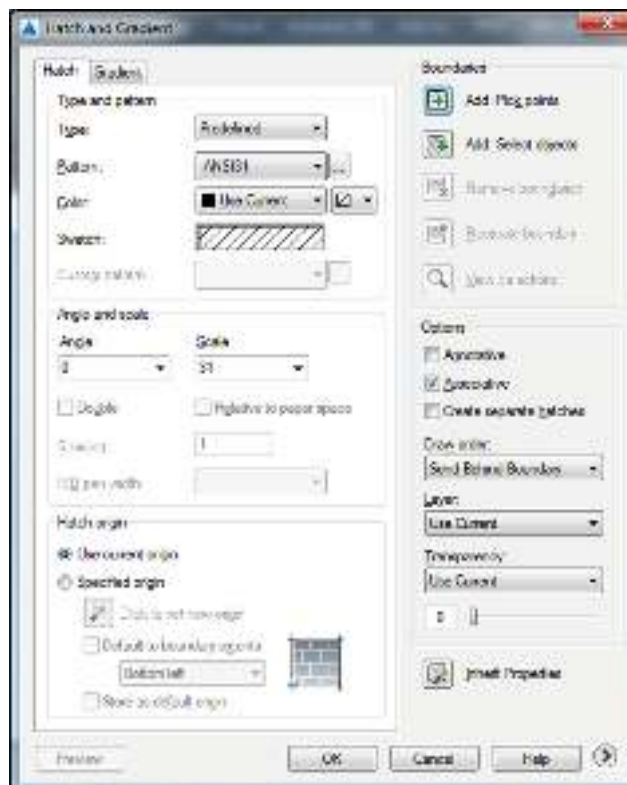 Hatch and Gradient
Hatch Gradient
Type and pattern
Type: Predefined
Pattern: ANSI31 ...
Color: Use Current
Swatch:
Custom pattern:
Angle and scale
Angle: Scale:
0
Double Relative to paper space
Spacing: 1
ISO pen width:
Hatch origin
Use current origin
Specified origin
Click to set new origin
Default to boundary extents
Bottom left
Store as default origin
Boundaries
Add: Pick points
Add: Select objects
Remove boundaries
Recreate boundary
View selections
Options
Annotative
Associative
Create separate hatches
Draw order:
Send Behind Boundary
Layer:
Use Current
Transparency:
Use Current
0
Inherit Properties
Preview OK Cancel Help